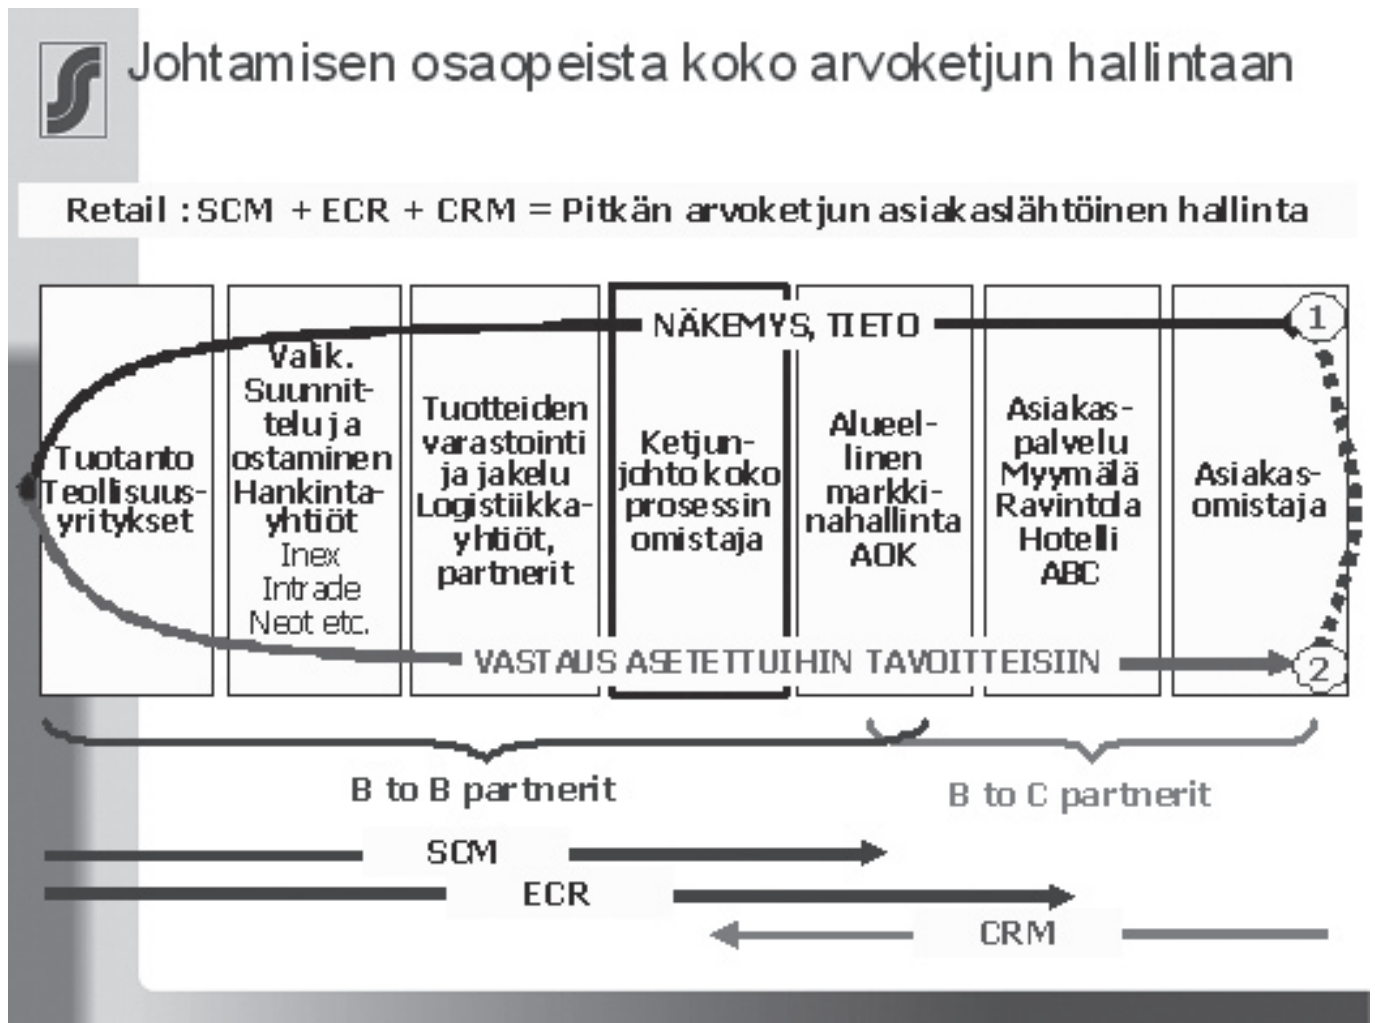 Johtamisen osaopeista koko arvoketjun hallintaan
Retail : SCM + ECR + CRM = Pitkän arvoketjun asiakaslähtöinen hallinta
NÄKEMYS, TIETO
1
Tuotanto
Teollisuus-
yritykset
Valik.
Suunnit-
telu ja
ostaminen
Hankinta-
yhtiöt
Inex
Intrade
Neot etc.
Tuotteiden
varastointi
ja jakelu
Logistiikka-
yhtiöt,
partnerit
Ketjun-
johto koko
prosessin
omistaja
Alueel-
linen
markki-
nahallinta
AOK
Asiakas-
palvelu
Myymälä
Ravintola
Hotelli
ABC
Asiakas-
omistaja
VASTAUS ASETETTUIHIN TAVOITTEISIIN
2
B to B partnerit
B to C partnerit
SCM
ECR
CRM